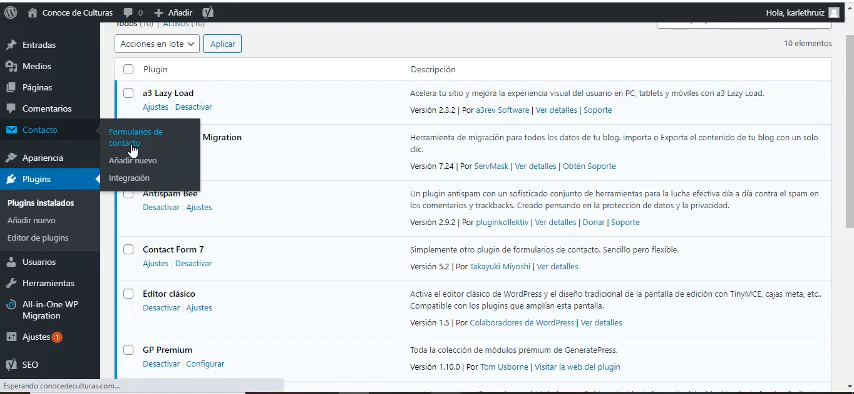 Conoce de Culturas 0 Añadir Hola, karlethruiz
Todos (10) Activos (10)
Acciones en lote Aplicar 10 elementos
Entradas
Medios
Páginas
Comentarios
Contacto
Apariencia
Plugins
Plugins instalados
Añadir nuevo
Editor de plugins
Usuarios
Herramientas
All-in-One WP
Migration
Ajustes 1
SEO
Formularios de
contacto
Añadir nuevo
Integración
Plugin Descripción
a3 Lazy Load
Ajustes | Desactivar
Acelera tu sitio y mejora la experiencia visual del usuario en PC, tablets y móviles con a3 Lazy Load.
Versión 2.3.2 | Por a3rev Software | Ver detalles | Soporte
Migration
Herramienta de migración para todos los datos de tu blog. Importa o Exporta el contenido de tu blog con un solo
clic.
Versión 7.24 | Por ServMask | Ver detalles | Obtén Soporte
Antispam Bee
Desactivar | Ajustes
Un plugin antispam con un sofisticado conjunto de herramientas para la lucha efectiva día a día contra el spam en
los comentarios y trackbacks. Creado pensando en la protección de datos y la privacidad.
Versión 2.9.2 | Por pluginkollektiv | Ver detalles | Donar | Soporte
Contact Form 7
Ajustes | Desactivar
Simplemente otro plugin de formularios de contacto. Sencillo pero flexible.
Versión 5.2 | Por Takayuki Miyoshi | Ver detalles
Editor clásico
Desactivar | Ajustes
Activa el editor clásico de WordPress y el diseño tradicional de la pantalla de edición con TinyMCE, cajas meta, etc..
Compatible con los plugins que amplían esta pantalla.
Versión 1.5 | Por Colaboradores de WordPress | Ver detalles
GP Premium
Desactivar | Configurar
Toda la colección de módulos premium de GeneratePress.
Versión 1.10.0 | Por Tom Usborne | Visitar la web del plugin
Esperando conocedeculturas.com...